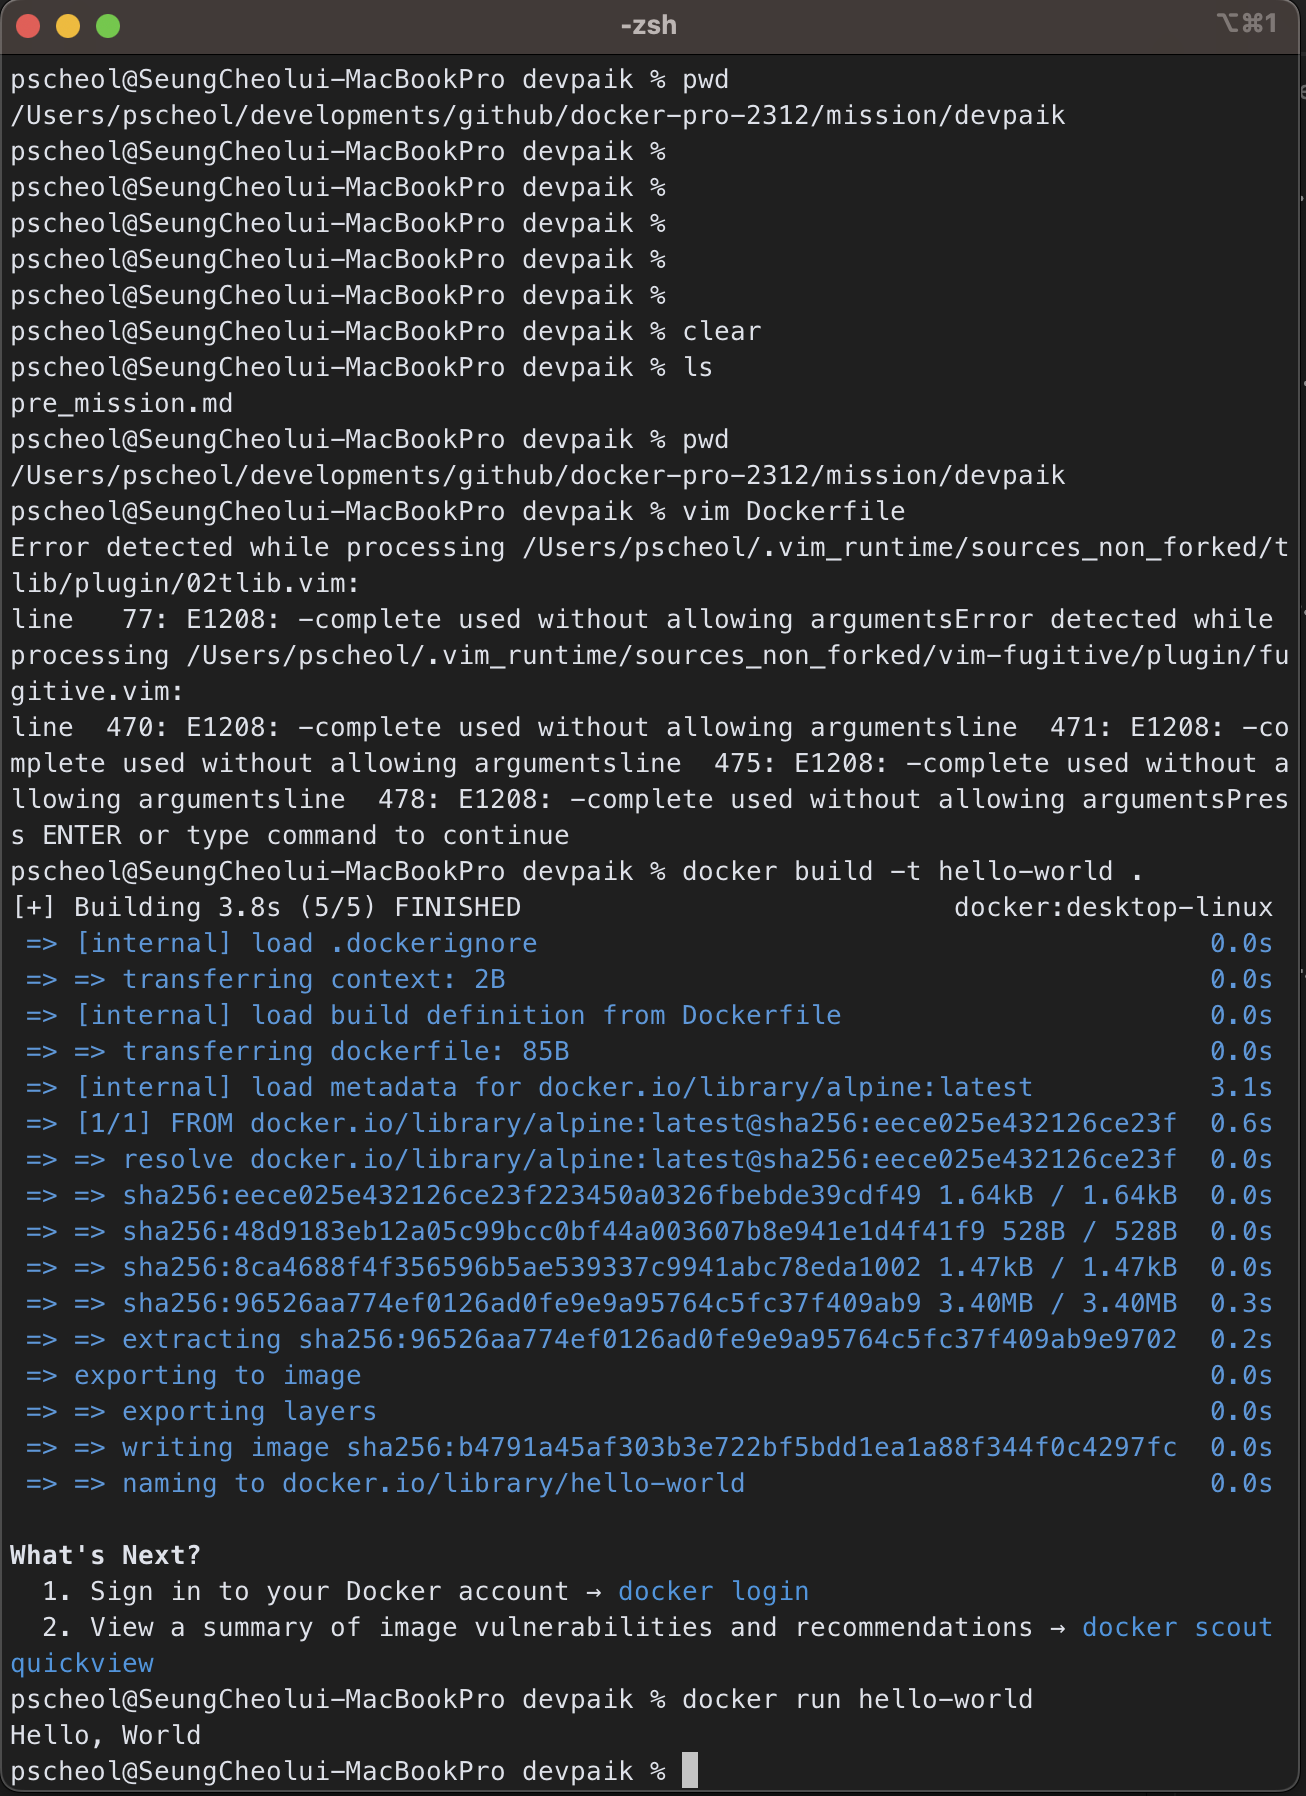 -zsh
⌥⌘1
pscheol@SeungCheolui-MacBookPro devpaik % pwd
/Users/pscheol/developments/github/docker-pro-2312/mission/devpaik
pscheol@SeungCheolui-MacBookPro devpaik %
pscheol@SeungCheolui-MacBookPro devpaik %
pscheol@SeungCheolui-MacBookPro devpaik %
pscheol@SeungCheolui-MacBookPro devpaik %
pscheol@SeungCheolui-MacBookPro devpaik %
pscheol@SeungCheolui-MacBookPro devpaik % clear
pscheol@SeungCheolui-MacBookPro devpaik % ls
pre_mission.md
pscheol@SeungCheolui-MacBookPro devpaik % pwd
/Users/pscheol/developments/github/docker-pro-2312/mission/devpaik
pscheol@SeungCheolui-MacBookPro devpaik % vim Dockerfile
Error detected while processing /Users/pscheol/.vim_runtime/sources_non_forked/t
lib/plugin/02tlib.vim:
line   77: E1208: -complete used without allowing argumentsError detected while
processing /Users/pscheol/.vim_runtime/sources_non_forked/vim-fugitive/plugin/fu
gitive.vim:
line  470: E1208: -complete used without allowing argumentsline  471: E1208: -co
mplete used without allowing argumentsline  475: E1208: -complete used without a
llowing argumentsline  478: E1208: -complete used without allowing argumentsPres
s ENTER or type command to continue
pscheol@SeungCheolui-MacBookPro devpaik % docker build -t hello-world .
[+] Building 3.8s (5/5) FINISHED                           docker:desktop-linux
 => [internal] load .dockerignore                                          0.0s
 => => transferring context: 2B                                            0.0s
 => [internal] load build definition from Dockerfile                       0.0s
 => => transferring dockerfile: 85B                                        0.0s
 => [internal] load metadata for docker.io/library/alpine:latest           3.1s
 => [1/1] FROM docker.io/library/alpine:latest@sha256:eece025e432126ce23f  0.6s
 => => resolve docker.io/library/alpine:latest@sha256:eece025e432126ce23f  0.0s
 => => sha256:eece025e432126ce23f223450a0326fbebde39cdf49 1.64kB / 1.64kB  0.0s
 => => sha256:48d9183eb12a05c99bcc0bf44a003607b8e941e1d4f41f9 528B / 528B  0.0s
 => => sha256:8ca4688f4f356596b5ae539337c9941abc78eda1002 1.47kB / 1.47kB  0.0s
 => => sha256:96526aa774ef0126ad0fe9e9a95764c5fc37f409ab9 3.40MB / 3.40MB  0.3s
 => => extracting sha256:96526aa774ef0126ad0fe9e9a95764c5fc37f409ab9e9702  0.2s
 => exporting to image                                                     0.0s
 => => exporting layers                                                    0.0s
 => => writing image sha256:b4791a45af303b3e722bf5bdd1ea1a88f344f0c4297fc  0.0s
 => => naming to docker.io/library/hello-world                             0.0s
What's Next?
  1. Sign in to your Docker account → docker login
  2. View a summary of image vulnerabilities and recommendations → docker scout
quickview
pscheol@SeungCheolui-MacBookPro devpaik % docker run hello-world
Hello, World
pscheol@SeungCheolui-MacBookPro devpaik %